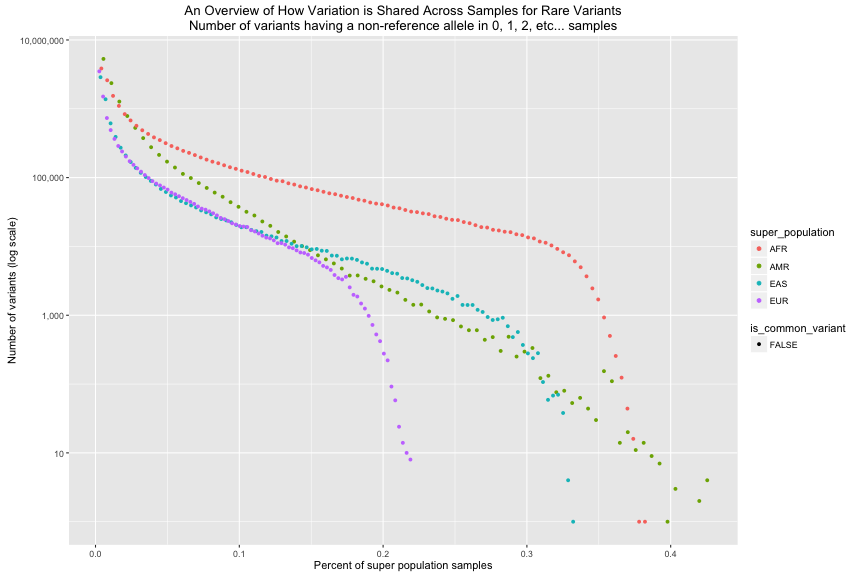 An Overview of How Variation is Shared Across Samples for Rare Variants
Number of variants having a non-reference allele in 0, 1, 2, etc... samples
Number of variants (log scale)
10,000,000
100,000
1,000
10
0.0
0.1
0.2
0.3
0.4
Percent of super population samples
super_population
AFR
AMR
EAS
EUR
is_common_variant
FALSE